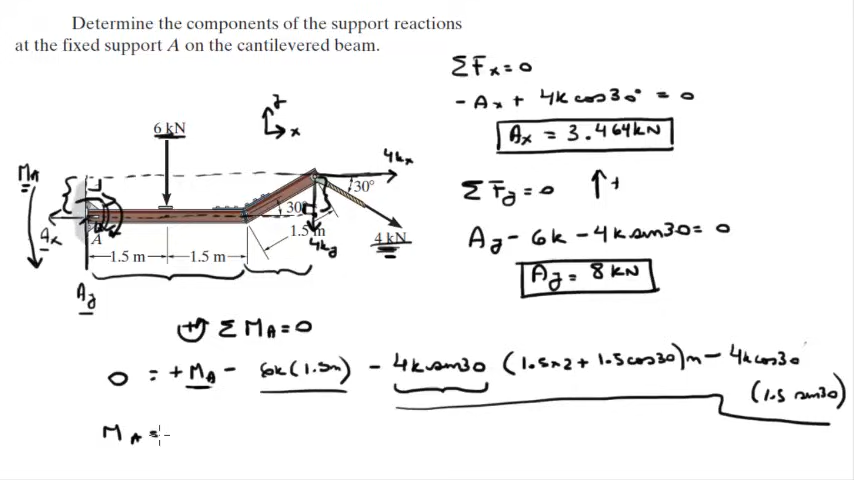 Determine the components of the support reactions
at the fixed support A on the cantilevered beam.
ΣFx=0
-Ax + 4k cos30° = 0
Ax = 3.464kN
ΣFy=0 ↑+
Ay - 6k - 4k sin30 = 0
Ay = 8 kN
y
x
6 kN
4kx
MA
30°
30°
Ax
A
1.5 m
4ky
4 kN
1.5 m
1.5 m
Ay
+ ΣMA=0
0 = +MA - 6k(1.5m) - 4k sin30 (1.5x2 + 1.5cos30)m - 4k cos30
(1.5 sin30)
MA =